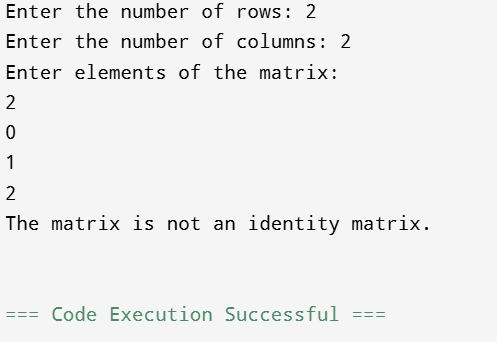 Enter the number of rows: 2
Enter the number of columns: 2
Enter elements of the matrix:
2
0
1
2
The matrix is not an identity matrix.
=== Code Execution Successful ===